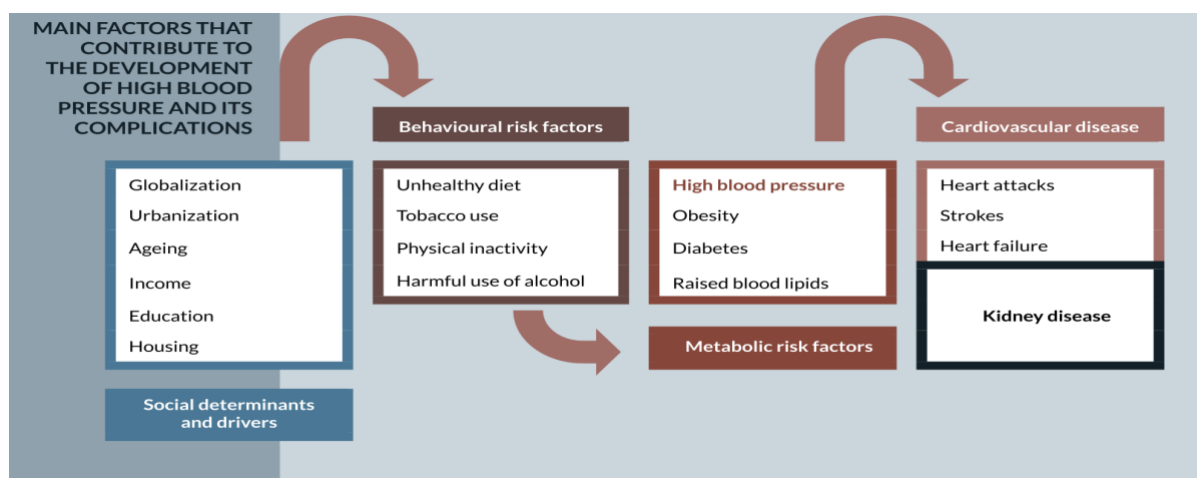 MAIN FACTORS THAT
CONTRIBUTE TO
THE DEVELOPMENT
OF HIGH BLOOD
PRESSURE AND ITS
COMPLICATIONS
Globalization
Urbanization
Ageing
Income
Education
Housing
Social determinants
and drivers
Behavioural risk factors
Unhealthy diet
Tobacco use
Physical inactivity
Harmful use of alcohol
High blood pressure
Obesity
Diabetes
Raised blood lipids
Metabolic risk factors
Cardiovascular disease
Heart attacks
Strokes
Heart failure
Kidney disease